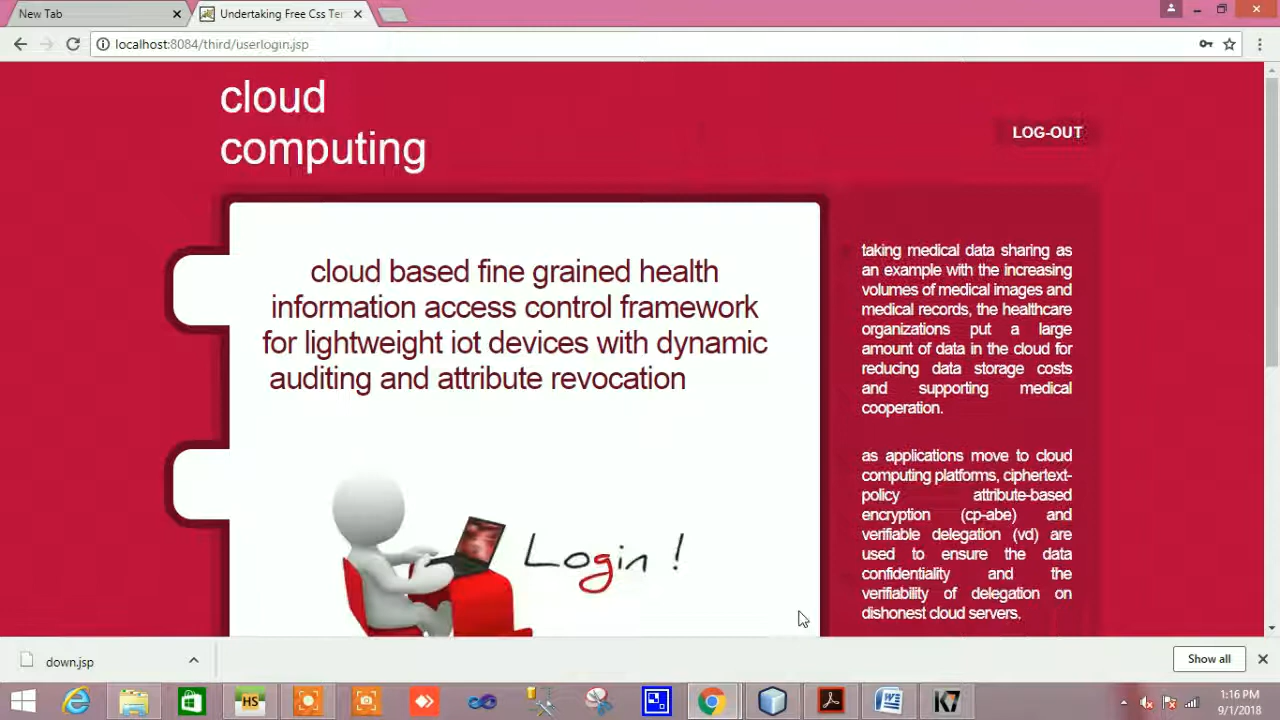 New Tab
Undertaking Free Css Ter
localhost:8084/third/userlogin.jsp
cloud
computing
LOG-OUT
cloud based fine grained health
information access control framework
for lightweight iot devices with dynamic
auditing and attribute revocation
Login !
taking medical data sharing as
an example with the increasing
volumes of medical images and
medical records, the healthcare
organizations put a large
amount of data in the cloud for
reducing data storage costs
and supporting medical
cooperation.
as applications move to cloud
computing platforms, ciphertext-
policy attribute-based
encryption (cp-abe) and
verifiable delegation (vd) are
used to ensure the data
confidentiality and the
verifiability of delegation on
dishonest cloud servers.
down.jsp
Show all
HS
K7
1:16 PM
9/1/2018